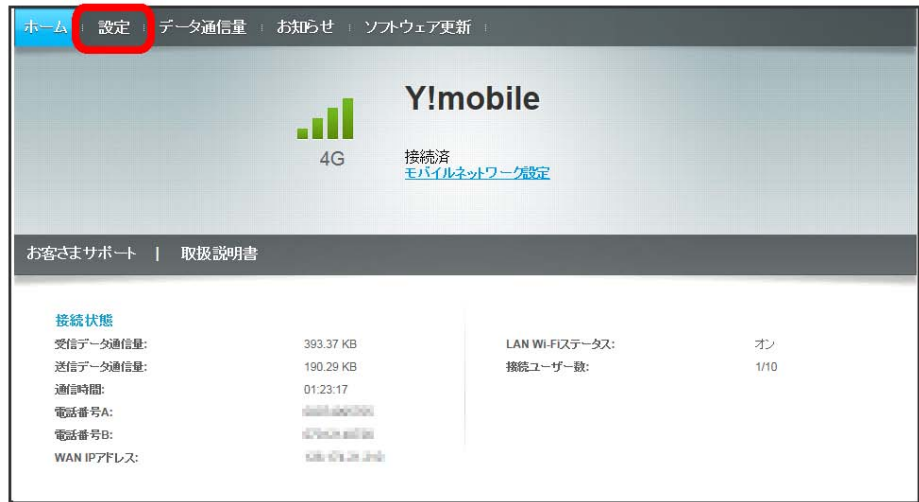 ホーム 設定 データ通信量 お知らせ ソフトウェア更新
Y!mobile
4G
接続済
モバイルネットワーク設定
お客さまサポート | 取扱説明書
接続状態
受信データ通信量: 393.37 KB
LAN Wi-Fiステータス: オン
送信データ通信量: 190.29 KB
接続ユーザー数: 1/10
通信時間: 01:23:17
電話番号A:
電話番号B:
WAN IPアドレス: